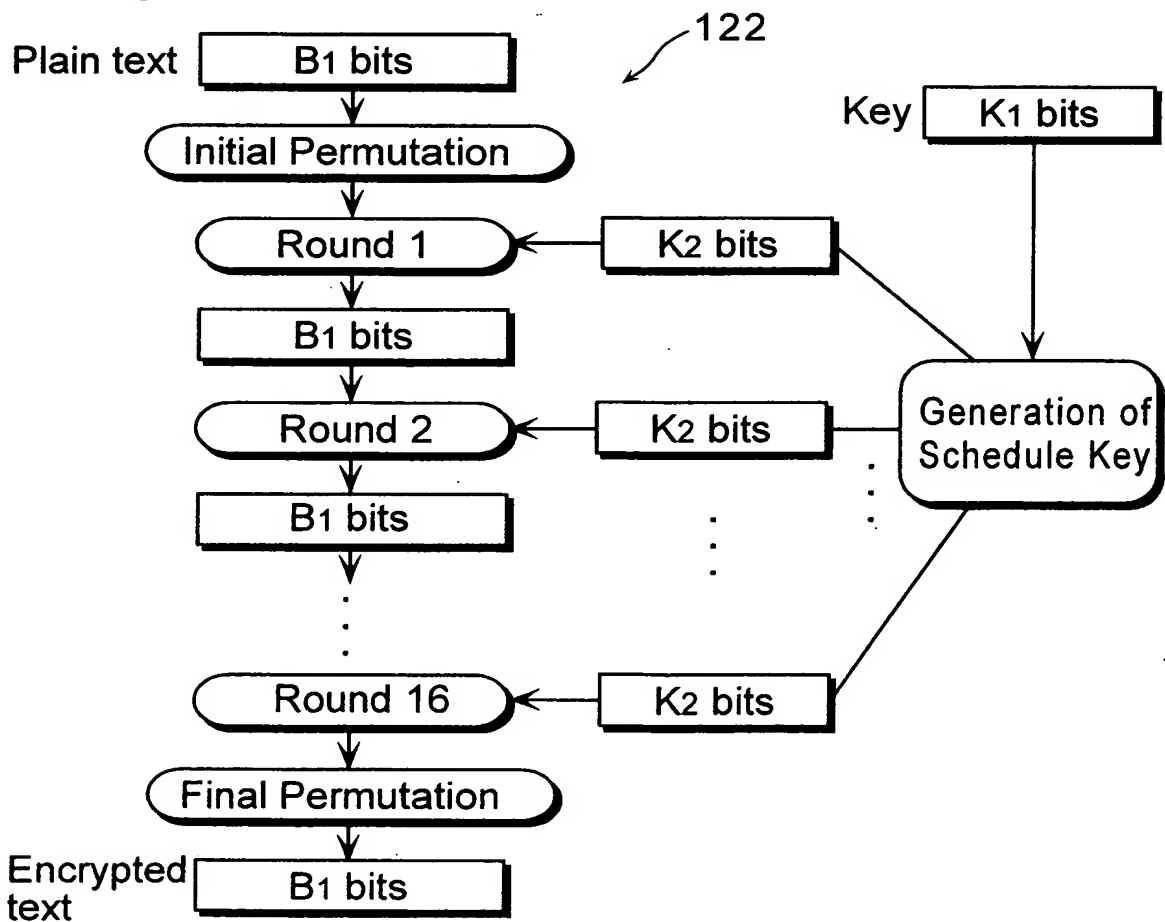 122
Plain text
B1 bits
Key
K1 bits
Initial Permutation
Round 1
K2 bits
B1 bits
Round 2
K2 bits
Generation of
Schedule Key
B1 bits
Round 16
K2 bits
Final Permutation
Encrypted
text
B1 bits